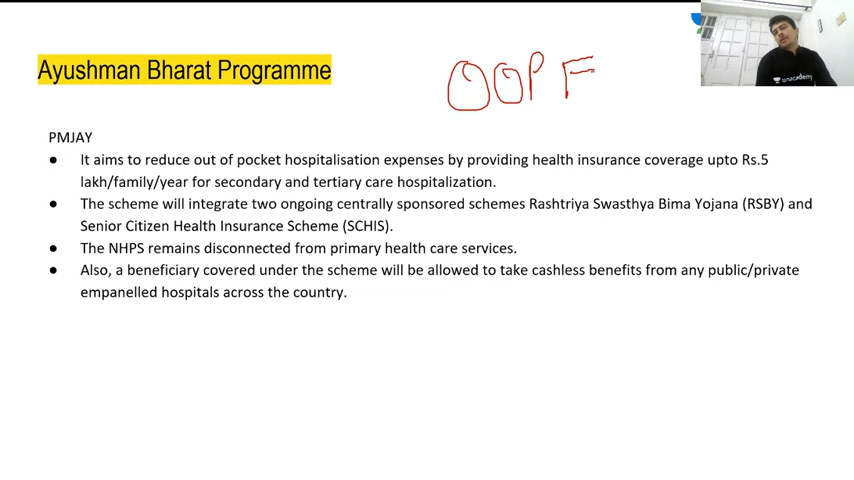 Ayushman Bharat Programme
OOP F
unacademy
PMJAY
● It aims to reduce out of pocket hospitalisation expenses by providing health insurance coverage upto Rs.5
lakh/family/year for secondary and tertiary care hospitalization.
● The scheme will integrate two ongoing centrally sponsored schemes Rashtriya Swasthya Bima Yojana (RSBY) and
Senior Citizen Health Insurance Scheme (SCHIS).
● The NHPS remains disconnected from primary health care services.
● Also, a beneficiary covered under the scheme will be allowed to take cashless benefits from any public/private
empanelled hospitals across the country.